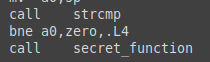 call    strcmp
bne a0,zero,.L4
call    secret_function